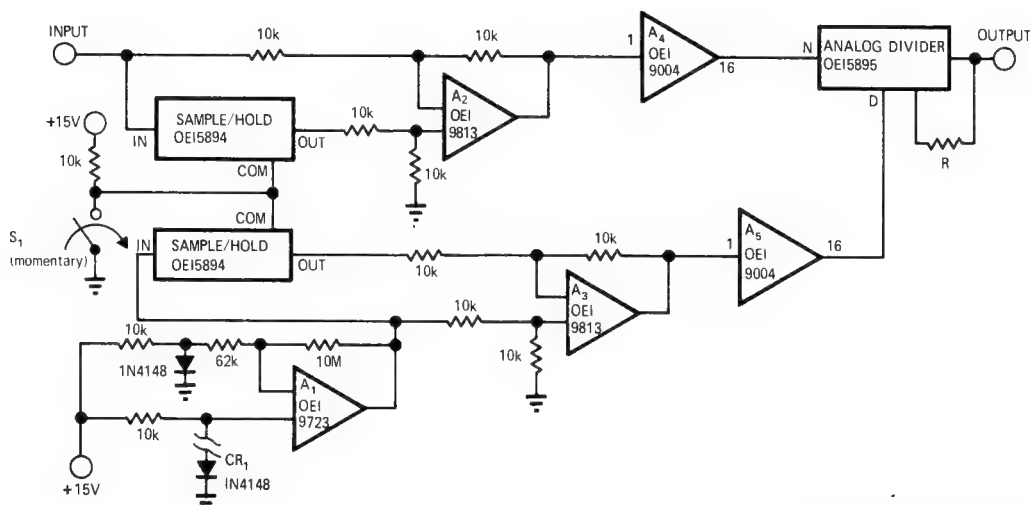 INPUT
10k
10k
A4
OEI
9004
1
16
N
ANALOG DIVIDER
OEI5895
D
OUTPUT
R
+15V
10k
IN
SAMPLE/HOLD
OEI5894
OUT
COM
10k
10k
A2
OEI
9813
S1
(momentary)
COM
IN
SAMPLE/HOLD
OEI5894
OUT
10k
10k
A3
OEI
9813
1
A5
OEI
9004
16
10k
10k
10k
1N4148
62k
10M
A1
OEI
9723
10k
CR1
IN4148
+15V